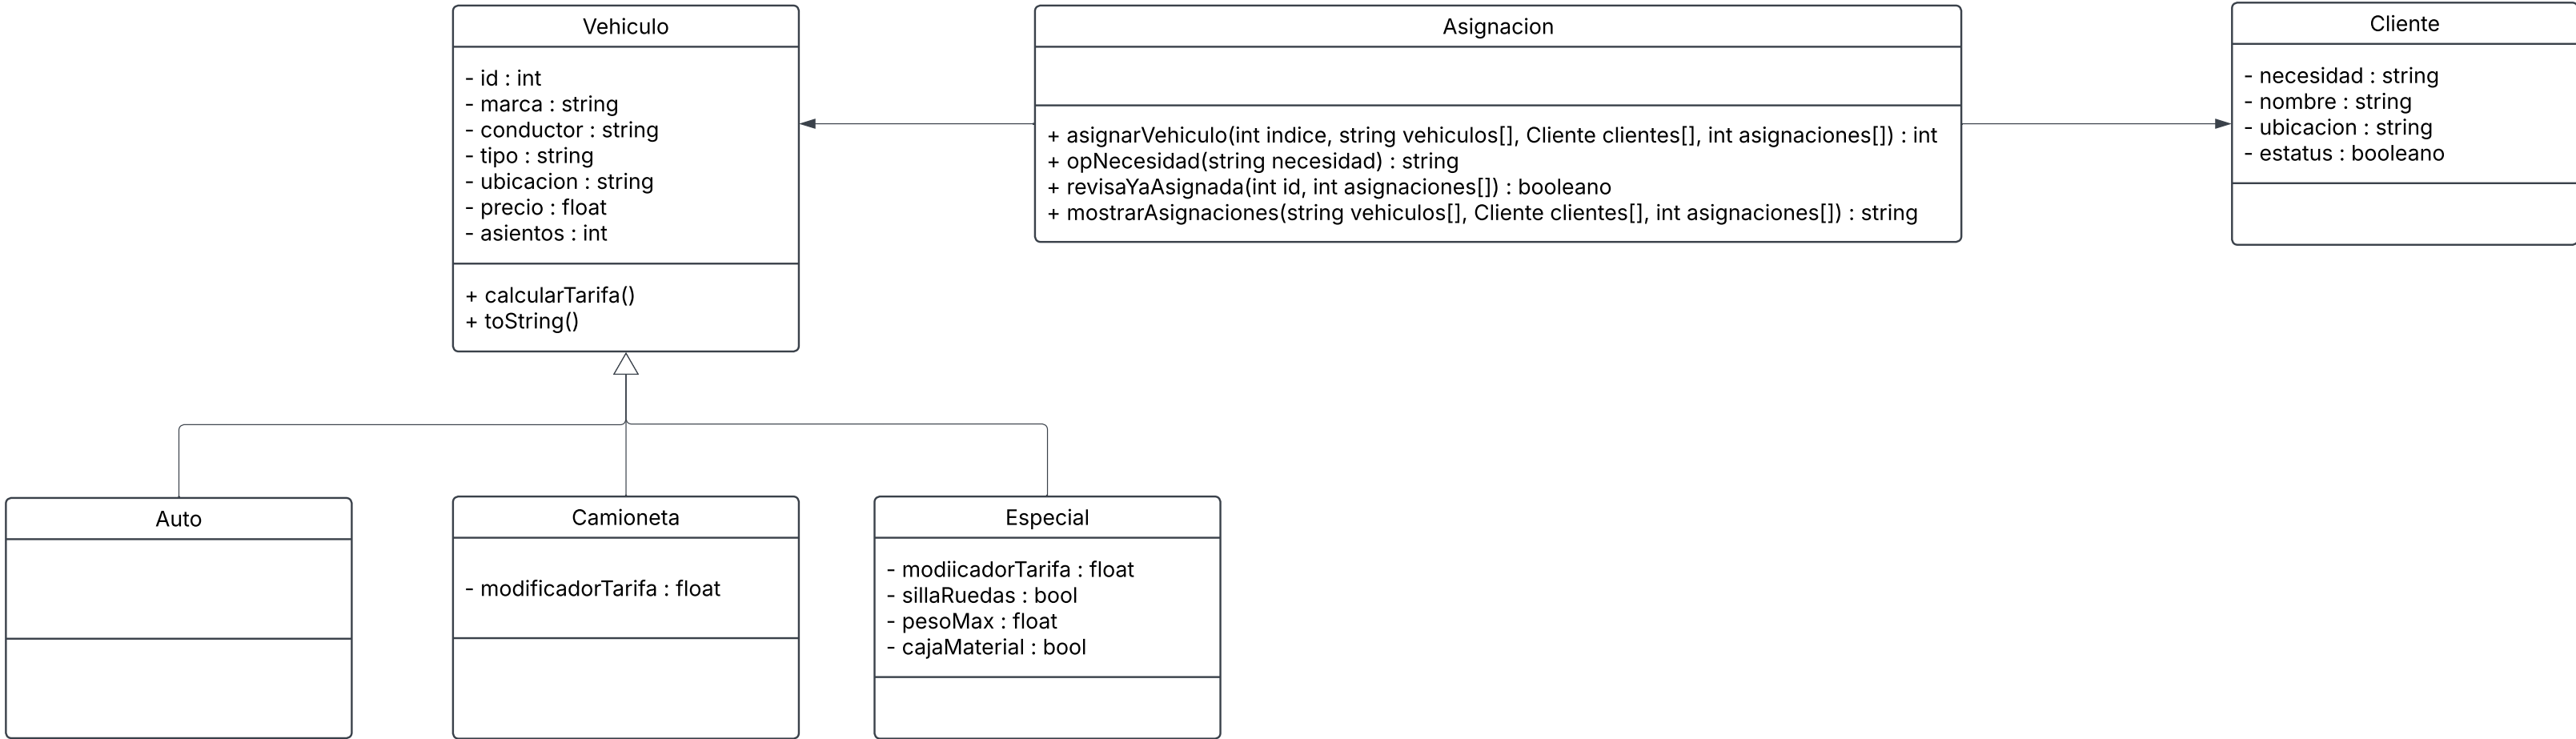 Vehiculo
- id : int
- marca : string
- conductor : string
- tipo : string
- ubicacion : string
- precio : float
- asientos : int
+ calcularTarifa()
+ toString()
Asignacion
+ asignarVehiculo(int indice, string vehiculos[], Cliente clientes[], int asignaciones[]) : int
+ opNecesidad(string necesidad) : string
+ revisaYaAsignada(int id, int asignaciones[]) : booleano
+ mostrarAsignaciones(string vehiculos[], Cliente clientes[], int asignaciones[]) : string
Cliente
- necesidad : string
- nombre : string
- ubicacion : string
- estatus : booleano
Auto
Camioneta
- modificadorTarifa : float
Especial
- modiicadorTarifa : float
- sillaRuedas : bool
- pesoMax : float
- cajaMaterial : bool